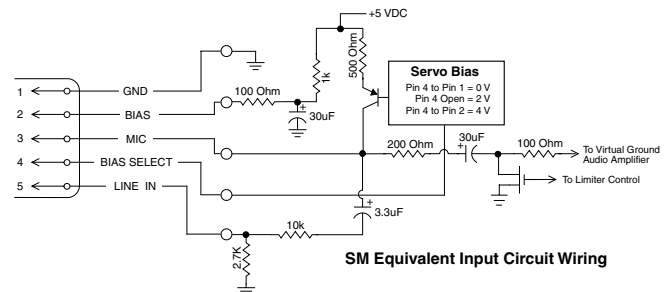 +5 VDC
500 Ohm
1k
Servo Bias
Pin 4 to Pin 1 = 0 V
Pin 4 Open = 2 V
Pin 4 to Pin 2 = 4 V
1
GND
100 Ohm
2
BIAS
+
30uF
3
MIC
200 Ohm
30uF
+
100 Ohm
To Virtual Ground
Audio Amplifier
4
BIAS SELECT
To Limiter Control
5
LINE IN
+
3.3uF
10k
2.7K
SM Equivalent Input Circuit Wiring